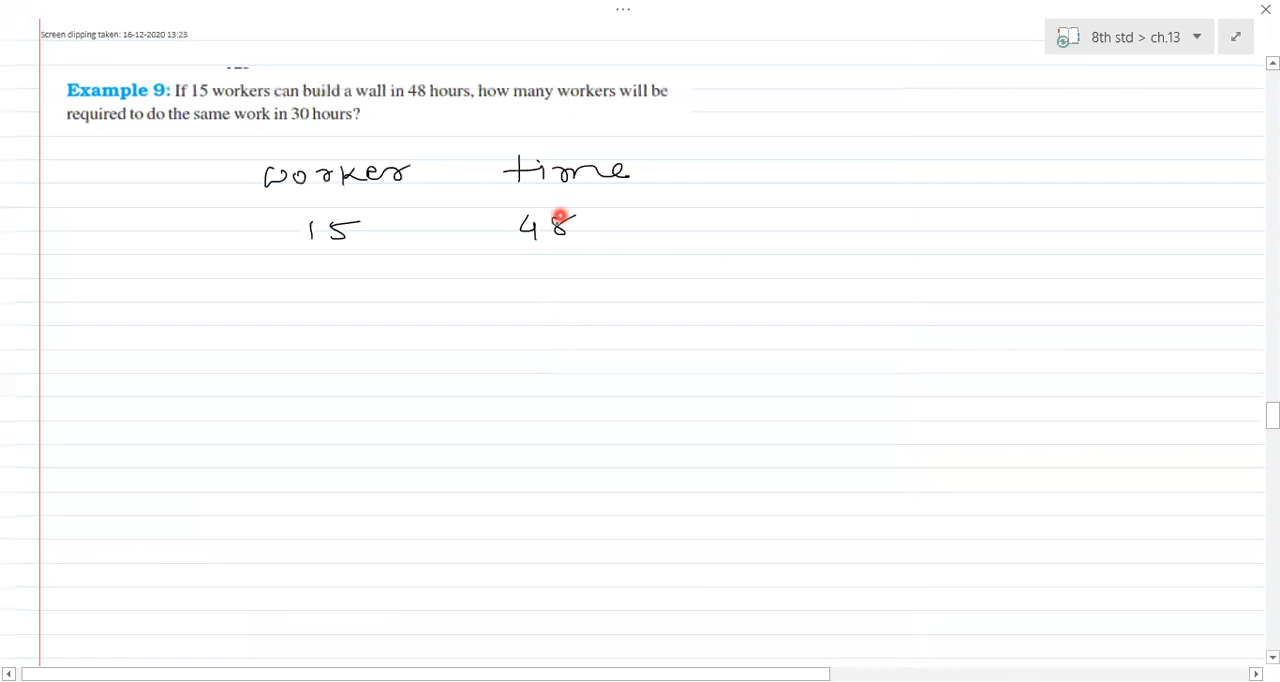 Screen clipping taken: 16-12-2020 13:23
8th std > ch.13
Example 9: If 15 workers can build a wall in 48 hours, how many workers will be
required to do the same work in 30 hours?
worker time
15 48